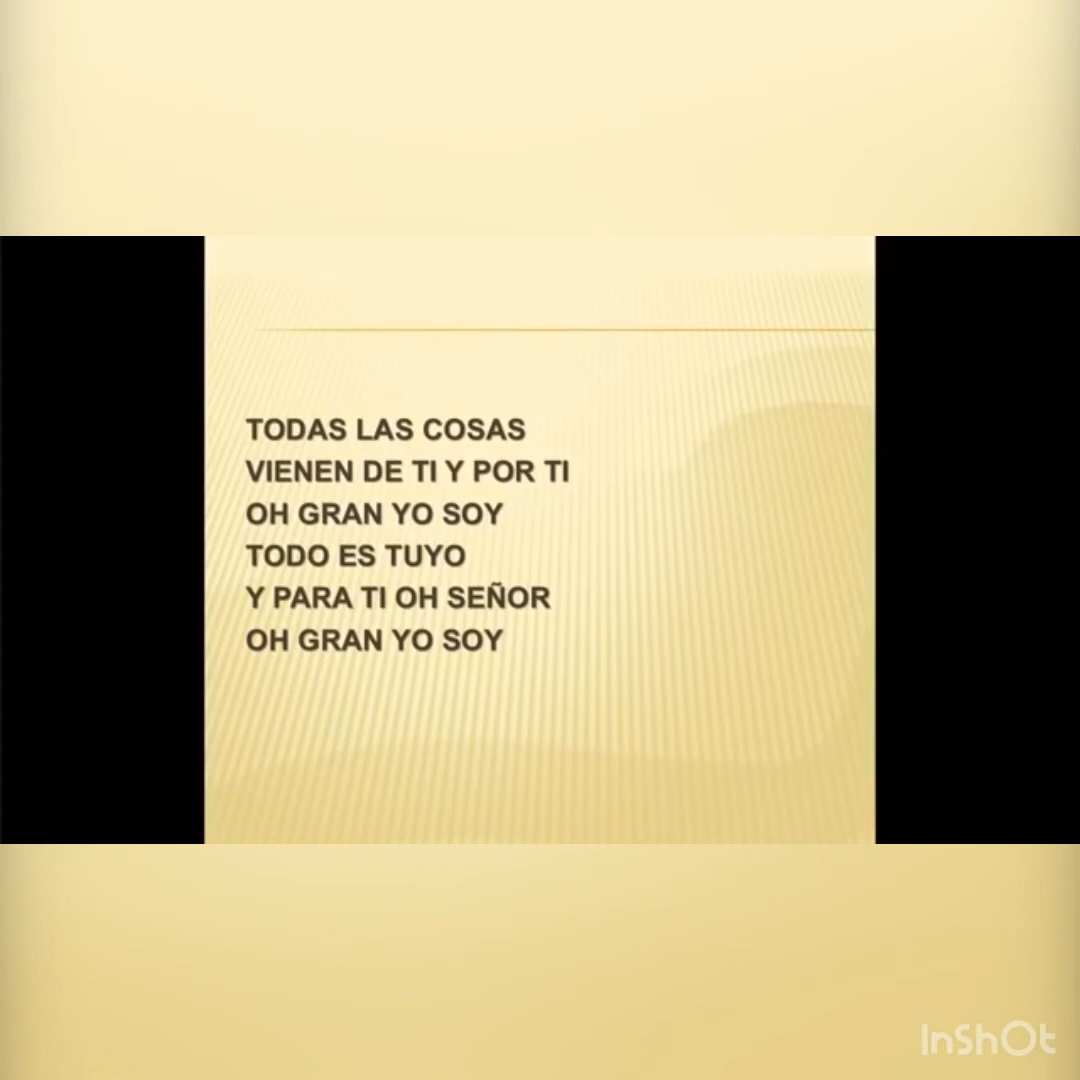 TODAS LAS COSAS
VIENEN DE TI Y POR TI
OH GRAN YO SOY
TODO ES TUYO
Y PARA TI OH SEÑOR
OH GRAN YO SOY
InShOt